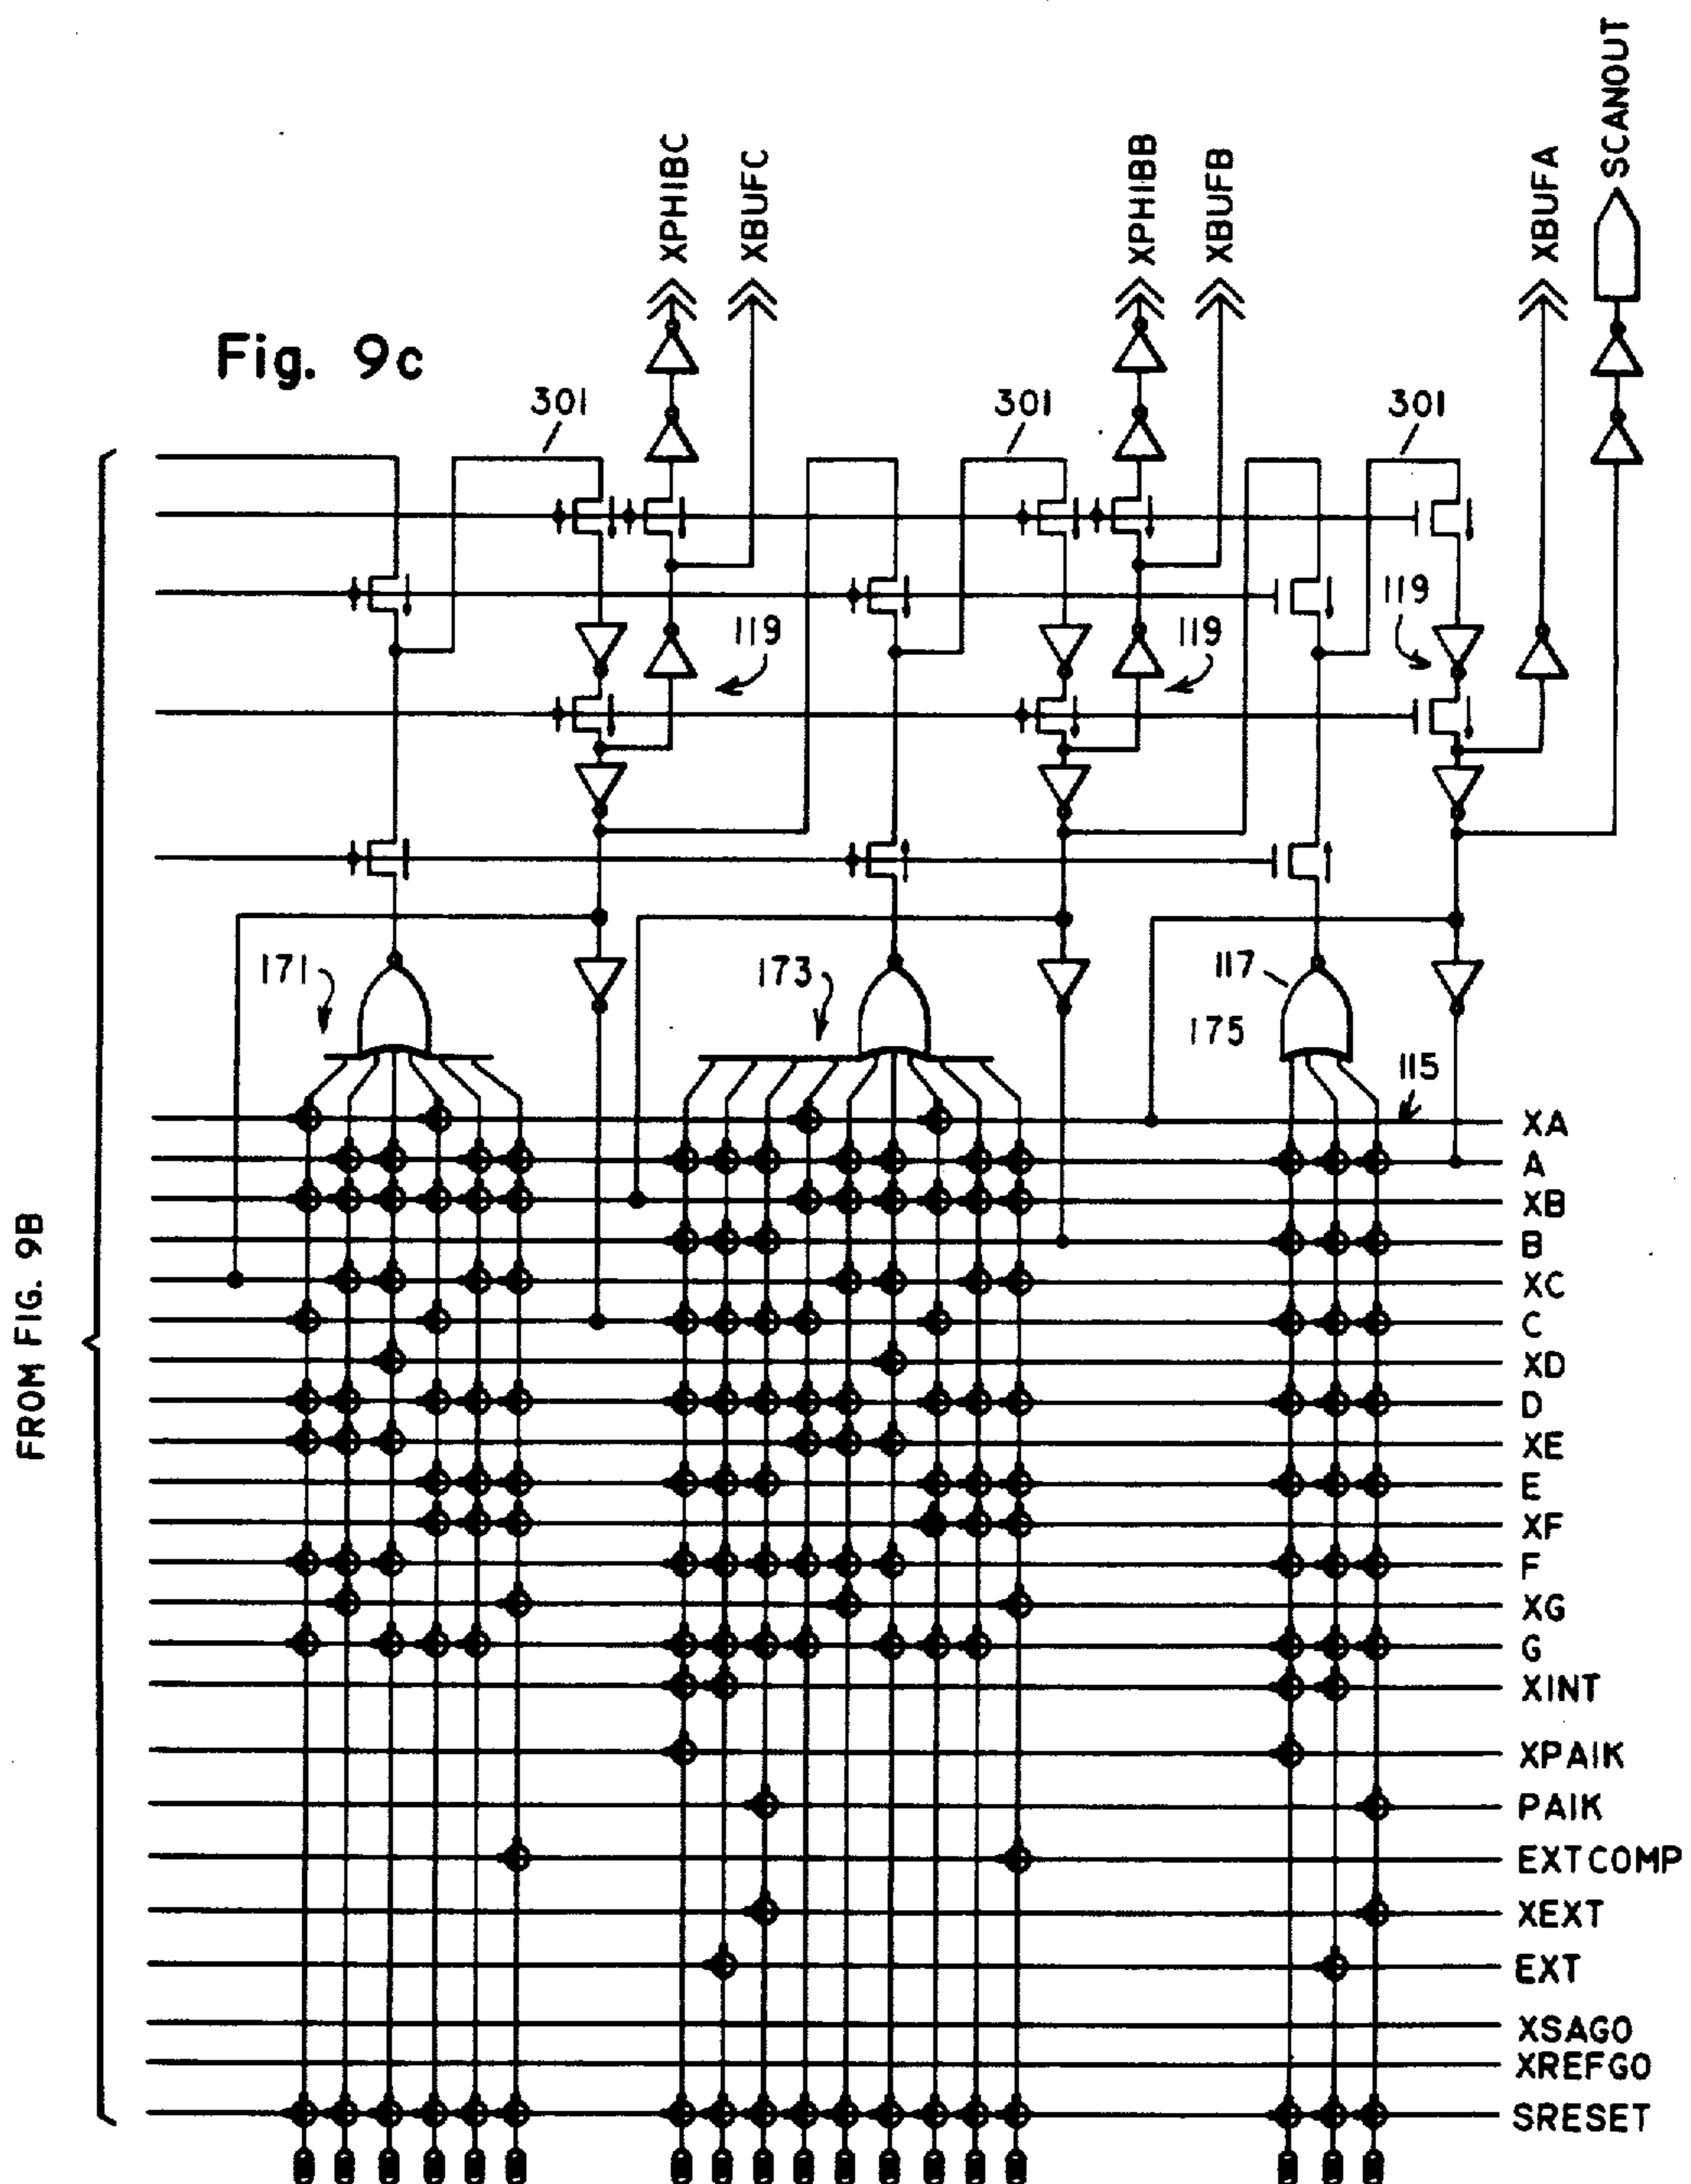 SCANOUT
XPHIBC
XBUFC
XPHIBB
XBUFB
XBUFA
Fig. 9c
301
301
301
119
119
119
171
173
117
175
115
FROM FIG. 9B
XA
A
XB
B
XC
C
XD
D
XE
E
XF
F
XG
G
XINT
XPAIK
PAIK
EXTCOMP
XEXT
EXT
XSAGO
XREFGO
SRESET